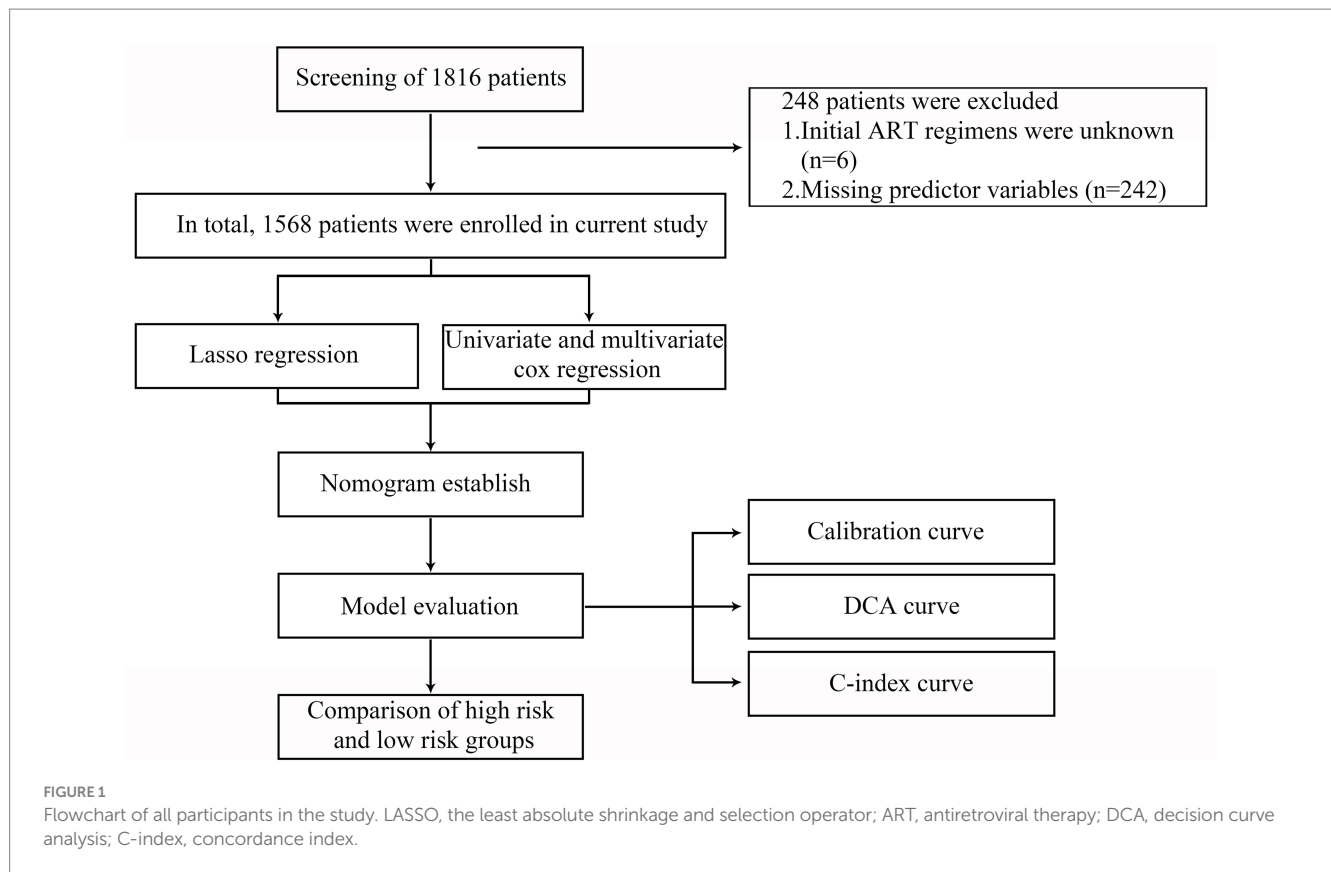 Screening of 1816 patients
248 patients were excluded
1.Initial ART regimens were unknown
(n=6)
2.Missing predictor variables (n=242)
In total, 1568 patients were enrolled in current study
Lasso regression
Univariate and multivariate
cox regression
Nomogram establish
Model evaluation
Calibration curve
DCA curve
C-index curve
Comparison of high risk
and low risk groups
FIGURE 1
Flowchart of all participants in the study. LASSO, the least absolute shrinkage and selection operator; ART, antiretroviral therapy; DCA, decision curve
analysis; C-index, concordance index.